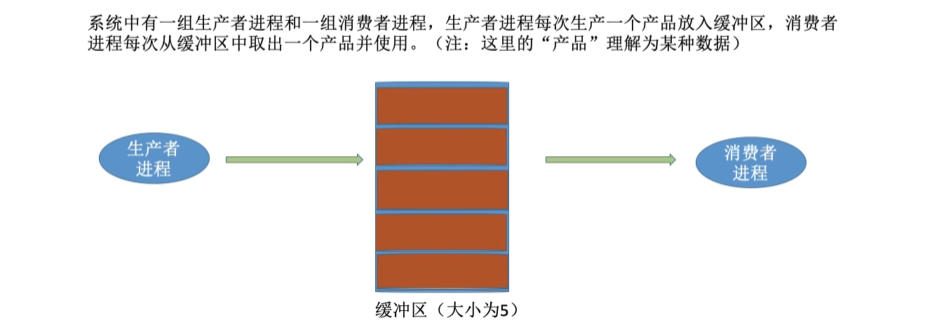 系统中有一组生产者进程和一组消费者进程，生产者进程每次生产一个产品放入缓冲区，消费者
进程每次从缓冲区中取出一个产品并使用。（注：这里的“产品”理解为某种数据）
生产者
进程
消费者
进程
缓冲区（大小为5）